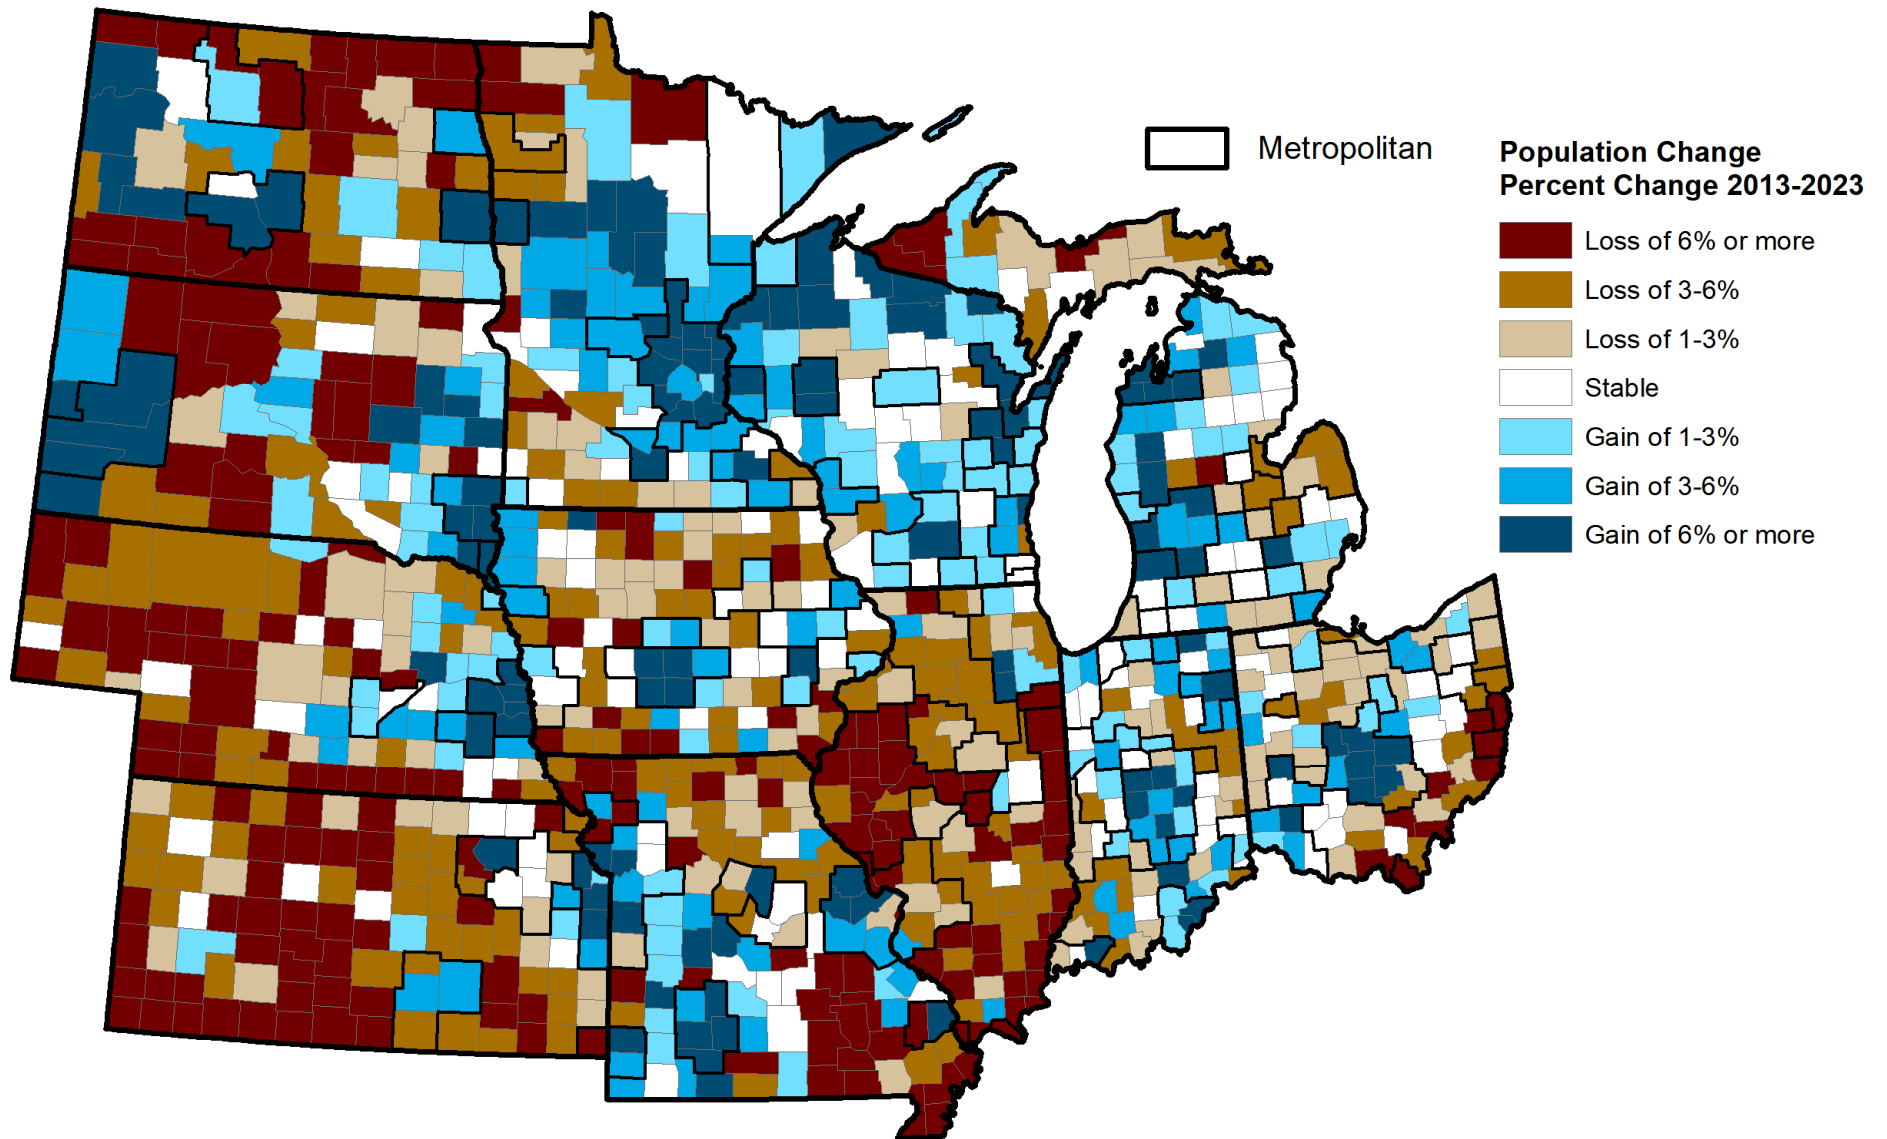 Metropolitan
Population Change
Percent Change 2013-2023
Loss of 6% or more
Loss of 3-6%
Loss of 1-3%
Stable
Gain of 1-3%
Gain of 3-6%
Gain of 6% or more